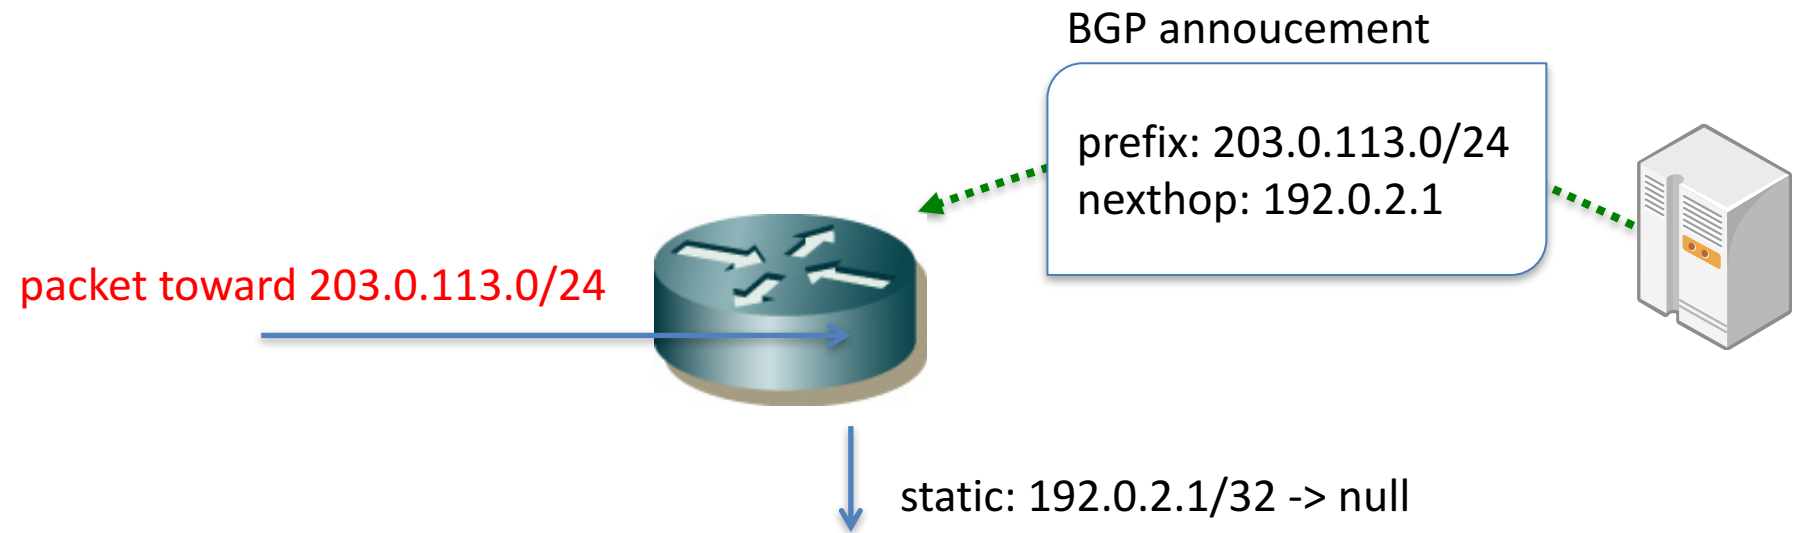 BGP annoucement
prefix: 203.0.113.0/24
nexthop: 192.0.2.1
packet toward 203.0.113.0/24
static: 192.0.2.1/32 -> null